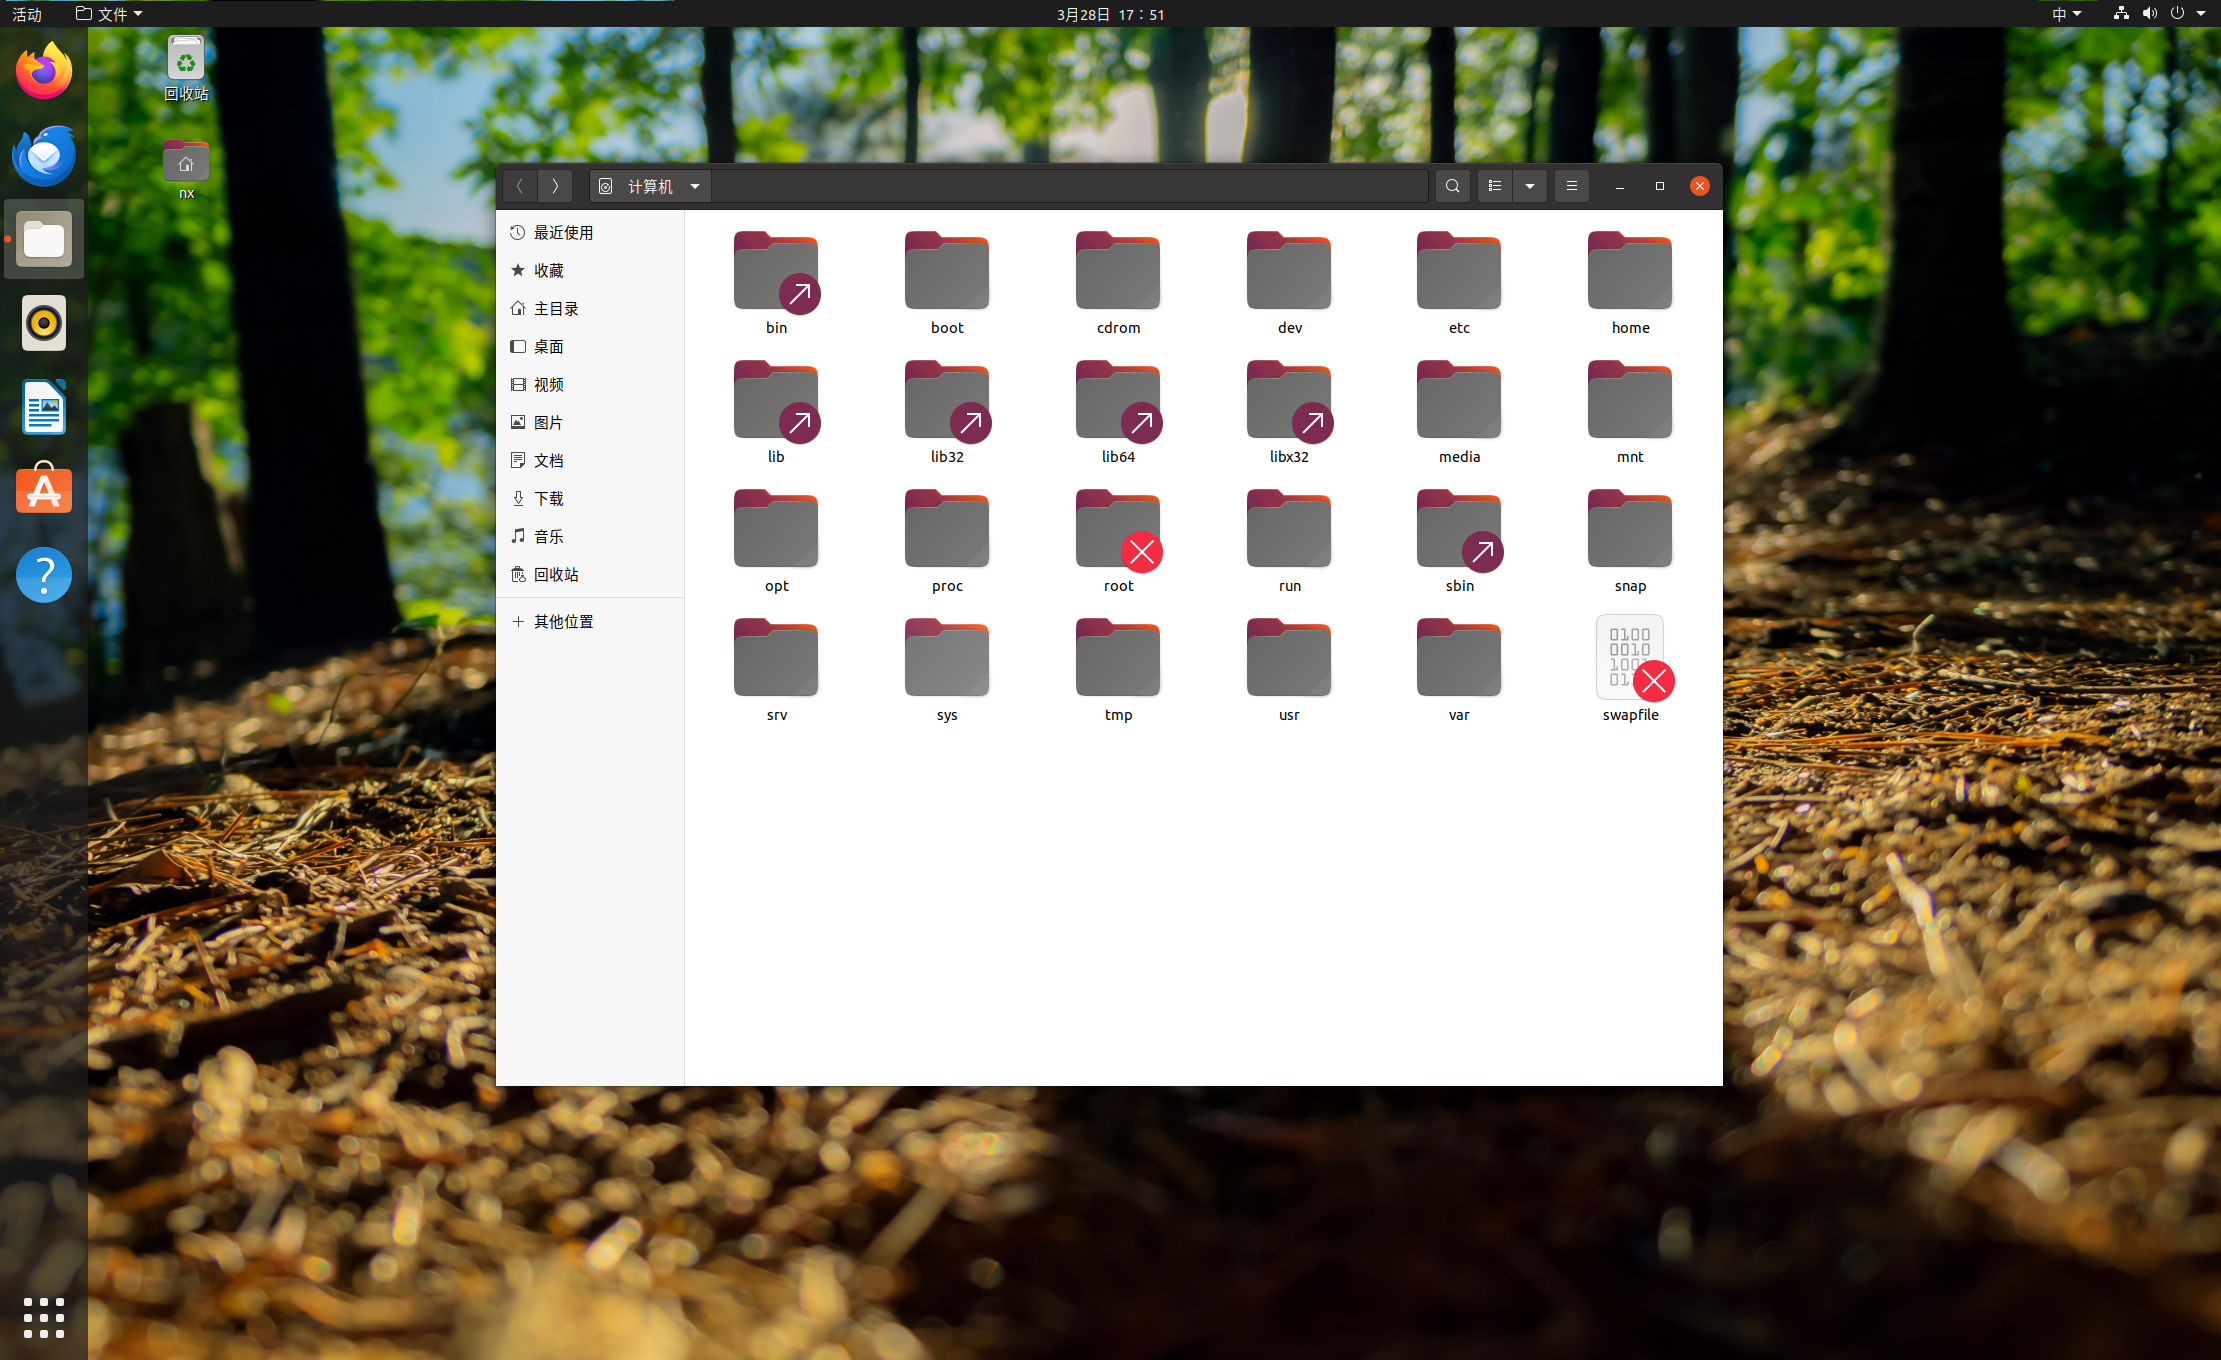 活动
文件
3月28日 17：51
中
回收站
nx
计算机
最近使用
收藏
主目录
桌面
视频
图片
文档
下载
音乐
回收站
其他位置
bin
boot
cdrom
dev
etc
home
lib
lib32
lib64
libx32
media
mnt
opt
proc
root
run
sbin
snap
srv
sys
tmp
usr
var
swapfile